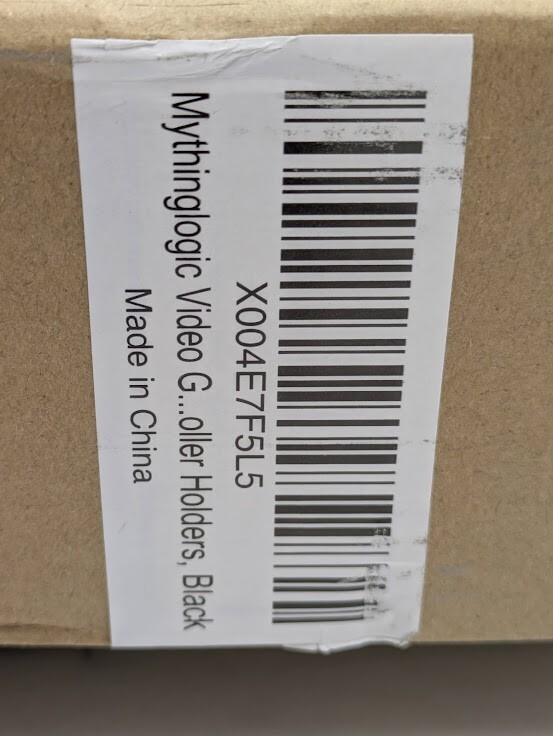 X004E7F5L5
Mythinglogic Video G...oller Holders, Black
Made in China